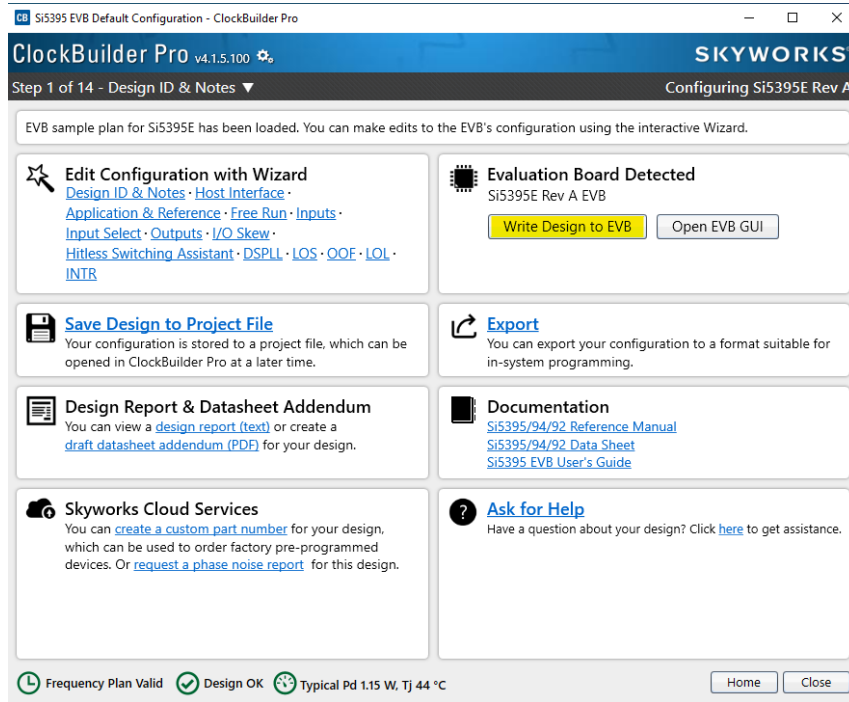 CB Si5395 EVB Default Configuration - ClockBuilder Pro
ClockBuilder Pro v4.1.5.100
SKYWORKS
Step 1 of 14 - Design ID & Notes ▼
Configuring Si5395E Rev A
EVB sample plan for Si5395E has been loaded. You can make edits to the EVB's configuration using the interactive Wizard.
Edit Configuration with Wizard
Design ID & Notes · Host Interface ·
Application & Reference · Free Run · Inputs ·
Input Select · Outputs · I/O Skew ·
Hitless Switching Assistant · DSPLL · LOS · OOF · LOL ·
INTR
Evaluation Board Detected
Si5395E Rev A EVB
Write Design to EVB
Open EVB GUI
Save Design to Project File
Your configuration is stored to a project file, which can be
opened in ClockBuilder Pro at a later time.
Export
You can export your configuration to a format suitable for
in-system programming.
Design Report & Datasheet Addendum
You can view a design report (text) or create a
draft datasheet addendum (PDF) for your design.
Documentation
Si5395/94/92 Reference Manual
Si5395/94/92 Data Sheet
Si5395 EVB User's Guide
Skyworks Cloud Services
You can create a custom part number for your design,
which can be used to order factory pre-programmed
devices. Or request a phase noise report for this design.
Ask for Help
Have a question about your design? Click here to get assistance.
Frequency Plan Valid
Design OK
Typical Pd 1.15 W, Tj 44 °C
Home
Close